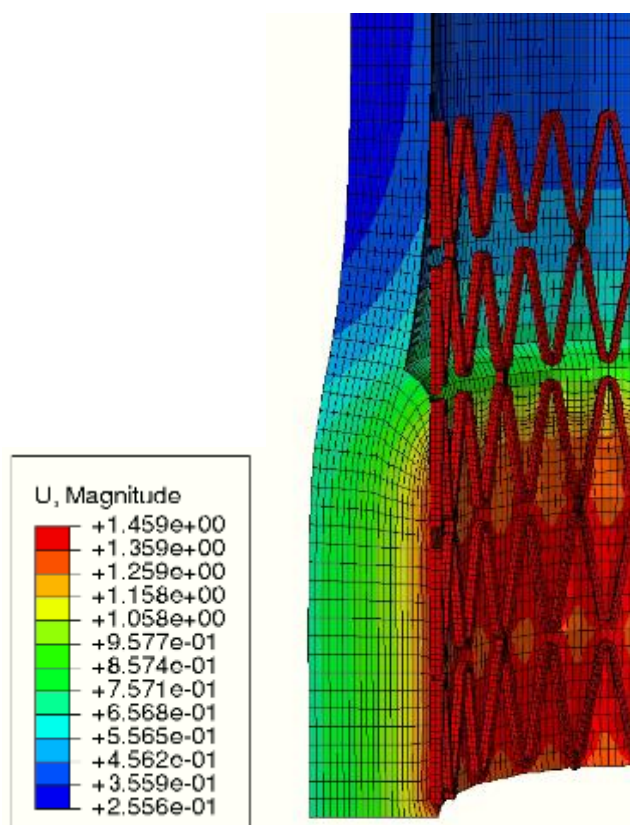 U, Magnitude
+1.459e+00
+1.359e+00
+1.259e+00
+1.158e+00
+1.058e+00
+9.577e-01
+8.574e-01
+7.571e-01
+6.568e-01
+5.565e-01
+4.562e-01
+3.559e-01
+2.556e-01